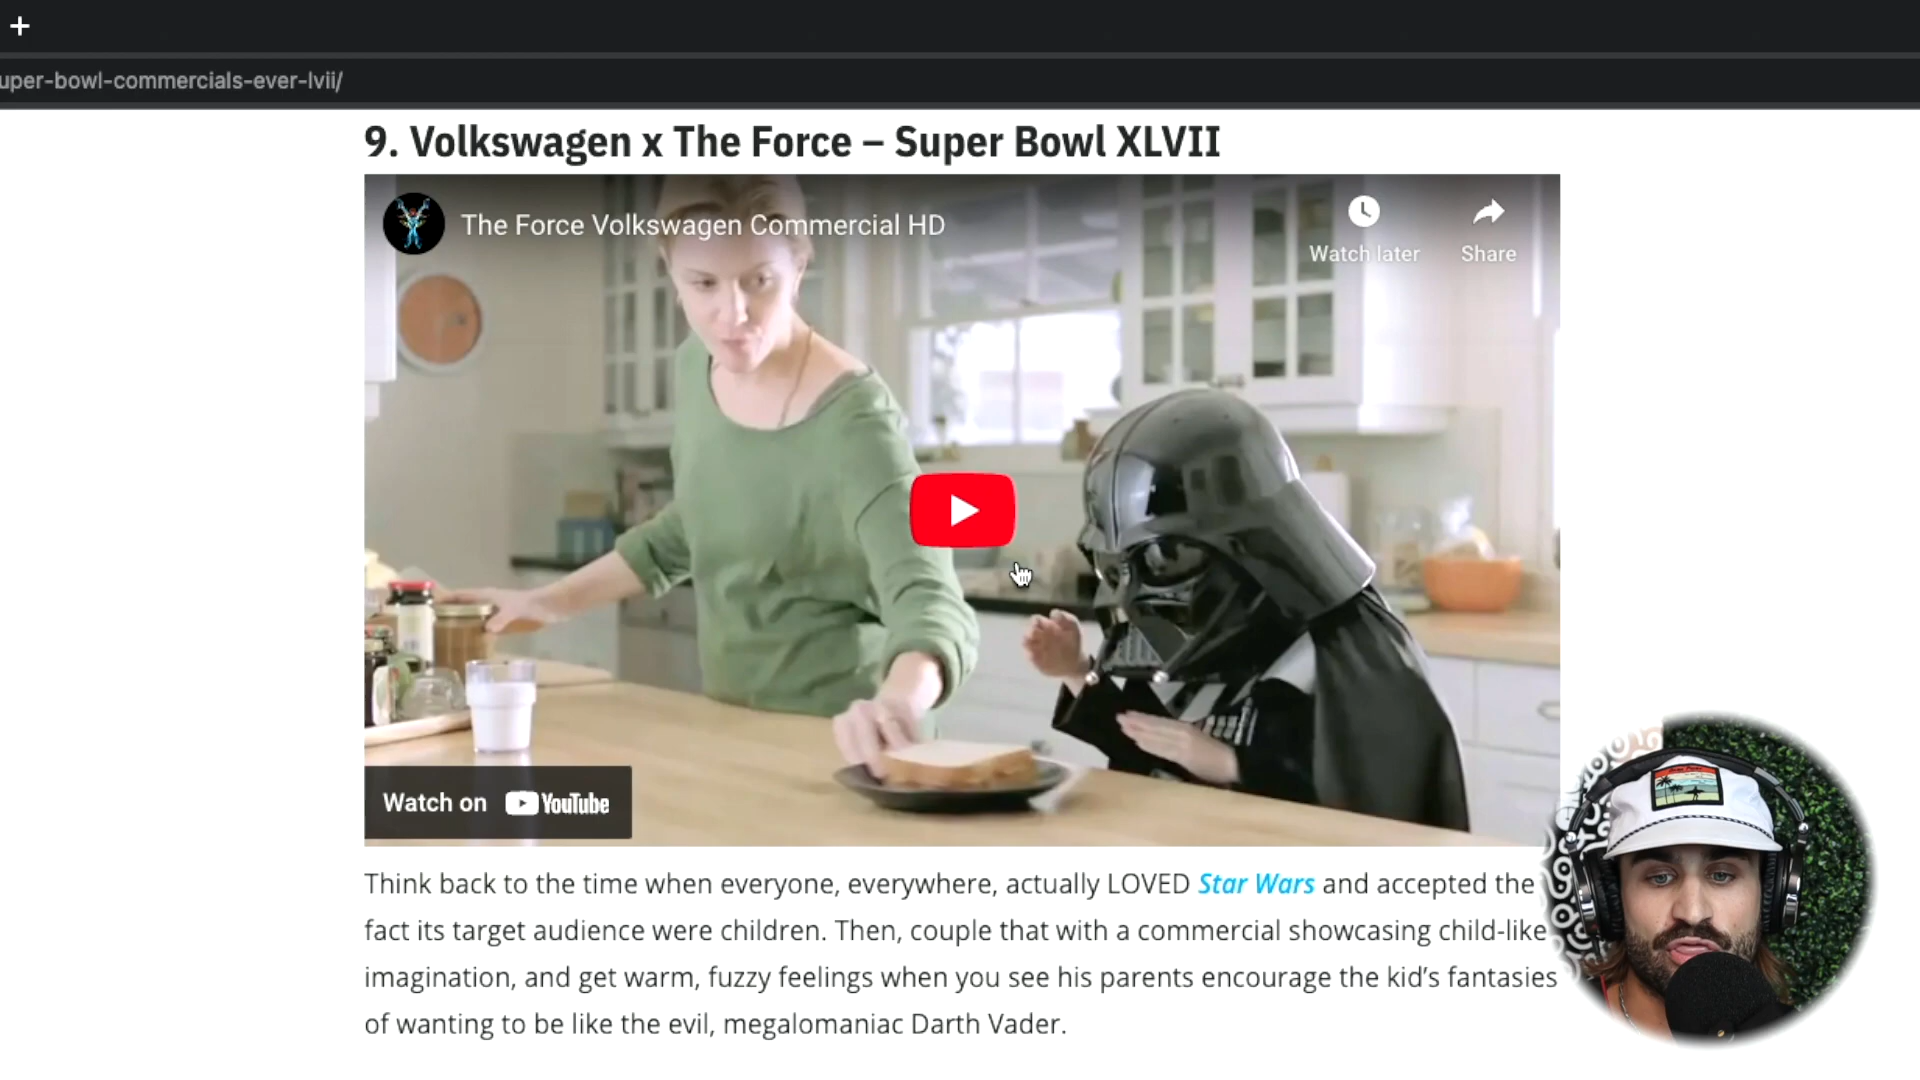 uper-bowl-commercials-ever-lvii/
9. Volkswagen x The Force – Super Bowl XLVII
The Force Volkswagen Commercial HD
Watch later
Share
Watch on YouTube
Think back to the time when everyone, everywhere, actually LOVED Star Wars and accepted the
fact its target audience were children. Then, couple that with a commercial showcasing child-like
imagination, and get warm, fuzzy feelings when you see his parents encourage the kid’s fantasies
of wanting to be like the evil, megalomaniac Darth Vader.